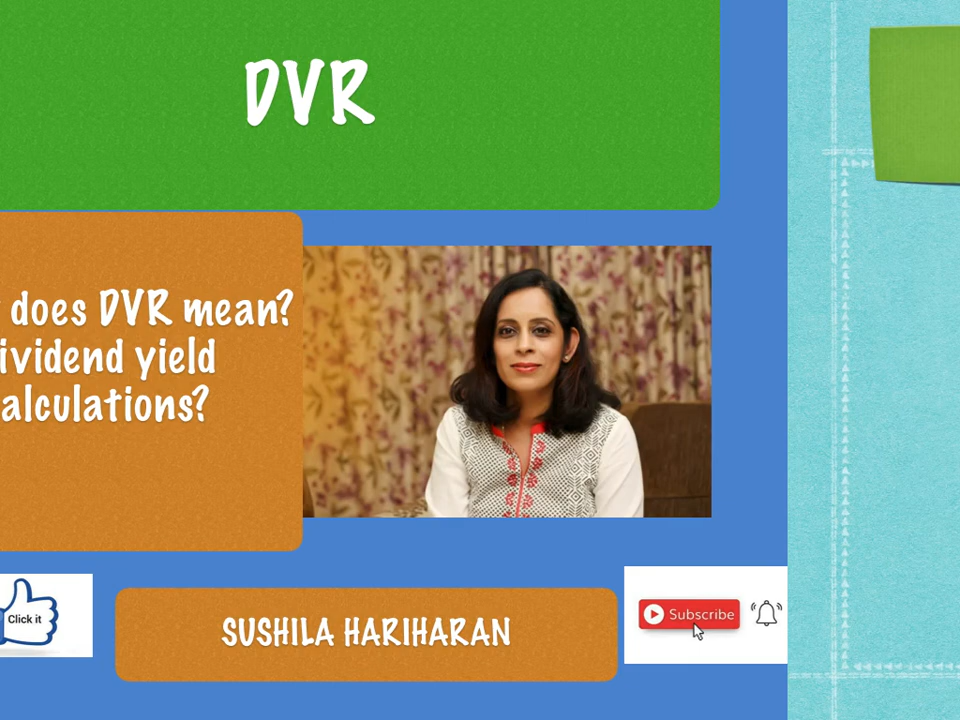 DVR
does DVR mean?
ividend yield
alculations?
Click it
SUSHILA HARIHARAN
Subscribe